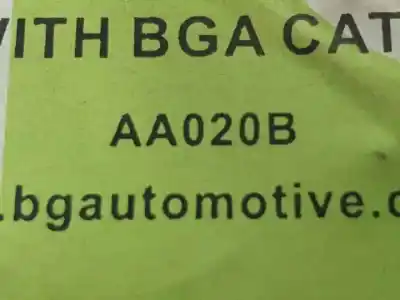 WITH BGA CAT
AA020B
.bgautomotive.c